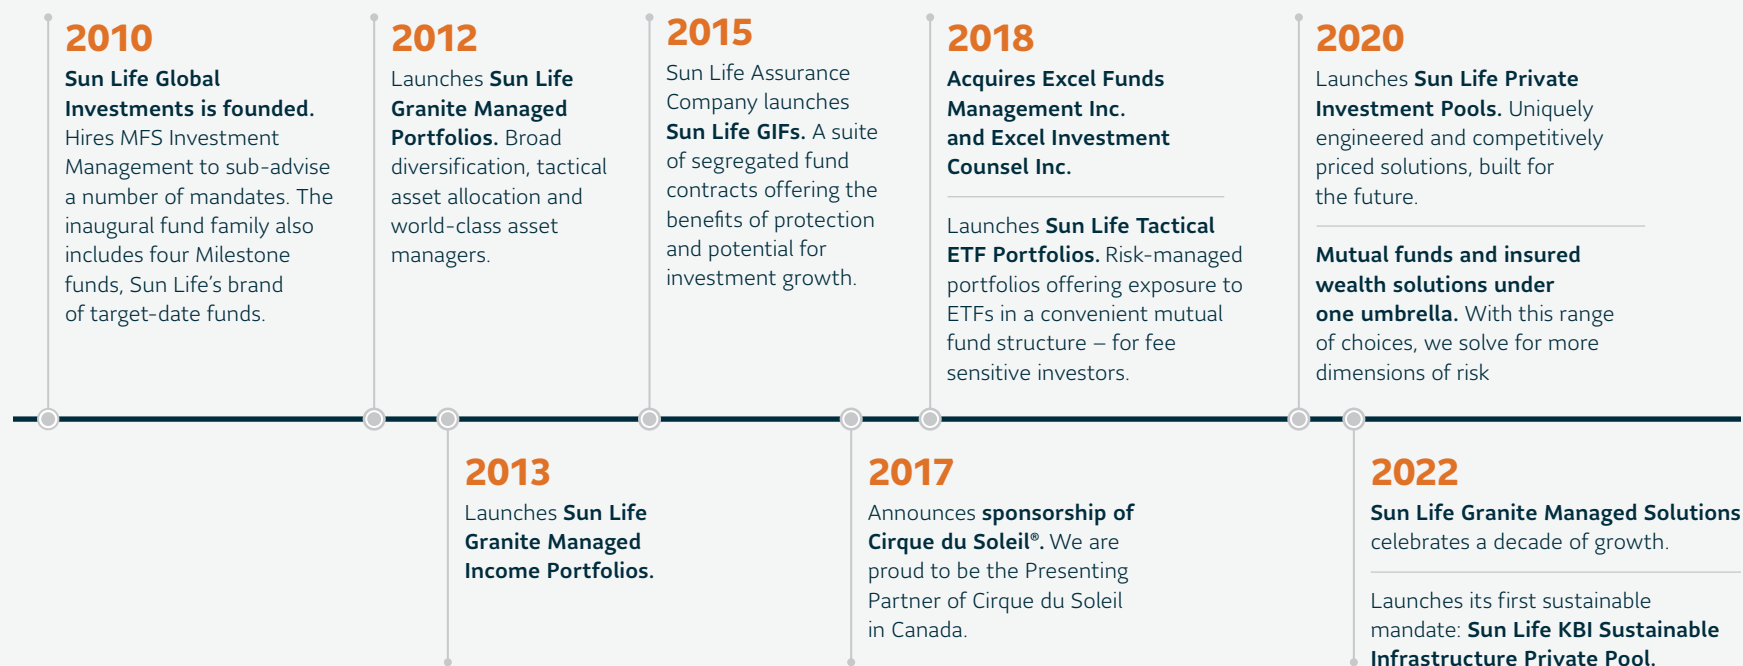 2010
Sun Life Global
Investments is founded.
Hires MFS Investment
Management to sub-advise
a number of mandates. The
inaugural fund family also
includes four Milestone
funds, Sun Life’s brand
of target-date funds.
2012
Launches Sun Life
Granite Managed
Portfolios. Broad
diversification, tactical
asset allocation and
world-class asset
managers.
2015
Sun Life Assurance
Company launches
Sun Life GIFs. A suite
of segregated fund
contracts offering the
benefits of protection
and potential for
investment growth.
2018
Acquires Excel Funds
Management Inc.
and Excel Investment
Counsel Inc.
Launches Sun Life Tactical
ETF Portfolios. Risk-managed
portfolios offering exposure to
ETFs in a convenient mutual
fund structure – for fee
sensitive investors.
2020
Launches Sun Life Private
Investment Pools. Uniquely
engineered and competitively
priced solutions, built for
the future.
Mutual funds and insured
wealth solutions under
one umbrella. With this range
of choices, we solve for more
dimensions of risk
2013
Launches Sun Life
Granite Managed
Income Portfolios.
2017
Announces sponsorship of
Cirque du Soleil®. We are
proud to be the Presenting
Partner of Cirque du Soleil
in Canada.
2022
Sun Life Granite Managed Solutions
celebrates a decade of growth.
Launches its first sustainable
mandate: Sun Life KBI Sustainable
Infrastructure Private Pool.